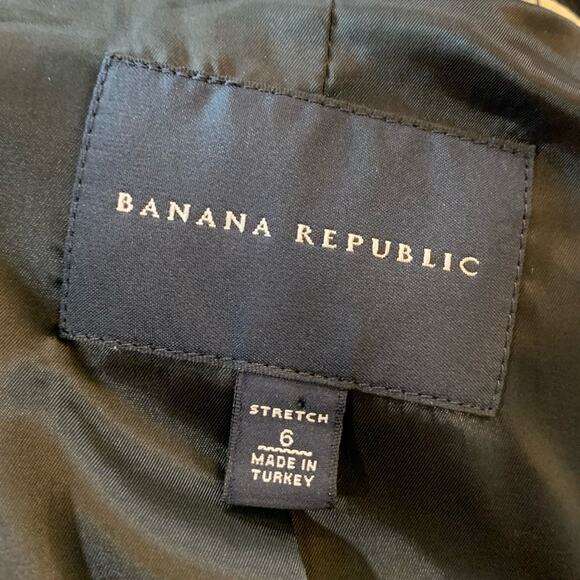 BANANA REPUBLIC
STRETCH
6
MADE IN
TURKEY